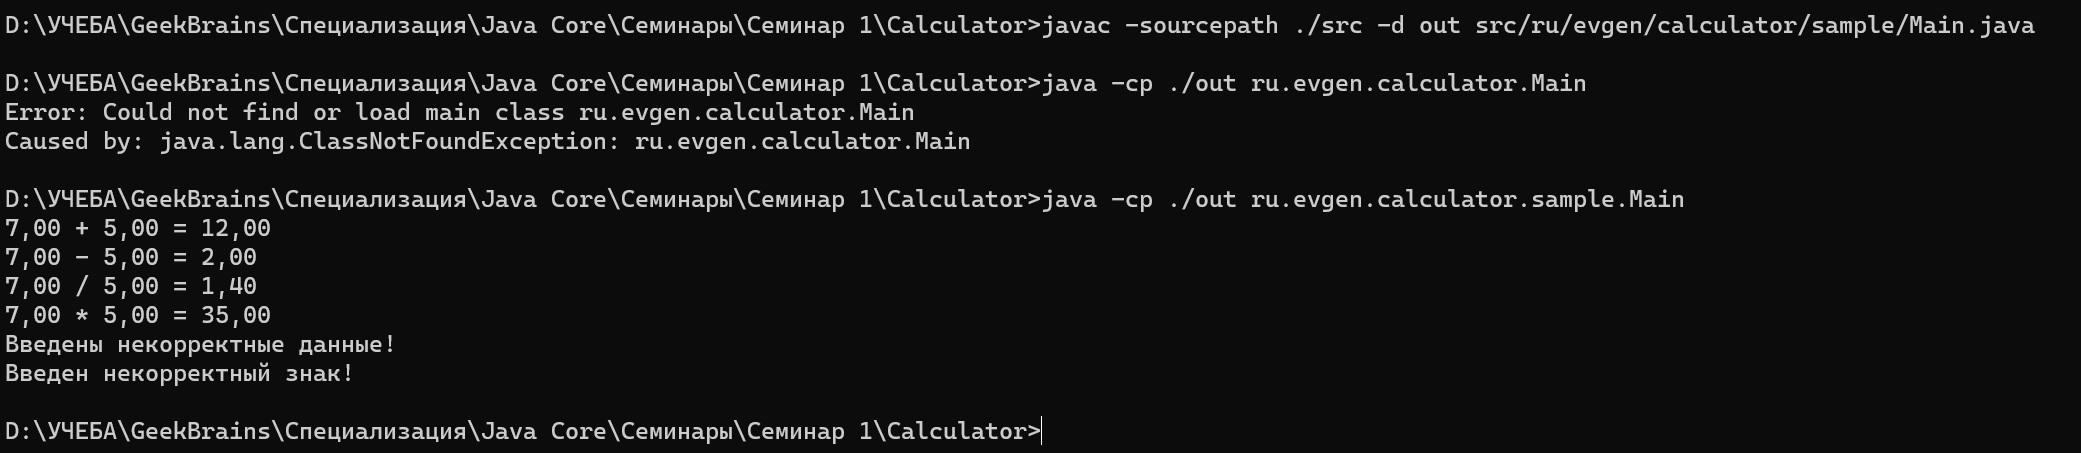 D:\УЧЕБА\GeekBrains\Специализация\Java Core\Семинары\Семинар 1\Calculator>javac -sourcepath ./src -d out src/ru/evgen/calculator/sample/Main.java
D:\УЧЕБА\GeekBrains\Специализация\Java Core\Семинары\Семинар 1\Calculator>java -cp ./out ru.evgen.calculator.Main
Error: Could not find or load main class ru.evgen.calculator.Main
Caused by: java.lang.ClassNotFoundException: ru.evgen.calculator.Main
D:\УЧЕБА\GeekBrains\Специализация\Java Core\Семинары\Семинар 1\Calculator>java -cp ./out ru.evgen.calculator.sample.Main
7,00 + 5,00 = 12,00
7,00 - 5,00 = 2,00
7,00 / 5,00 = 1,40
7,00 * 5,00 = 35,00
Введены некорректные данные!
Введен некорректный знак!
D:\УЧЕБА\GeekBrains\Специализация\Java Core\Семинары\Семинар 1\Calculator>